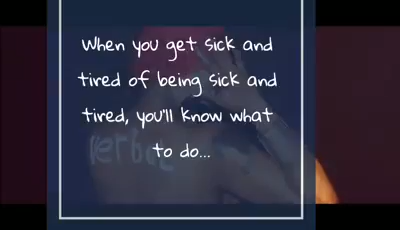 When you get sick and
tired of being sick and
tired, you'll know what
to do...